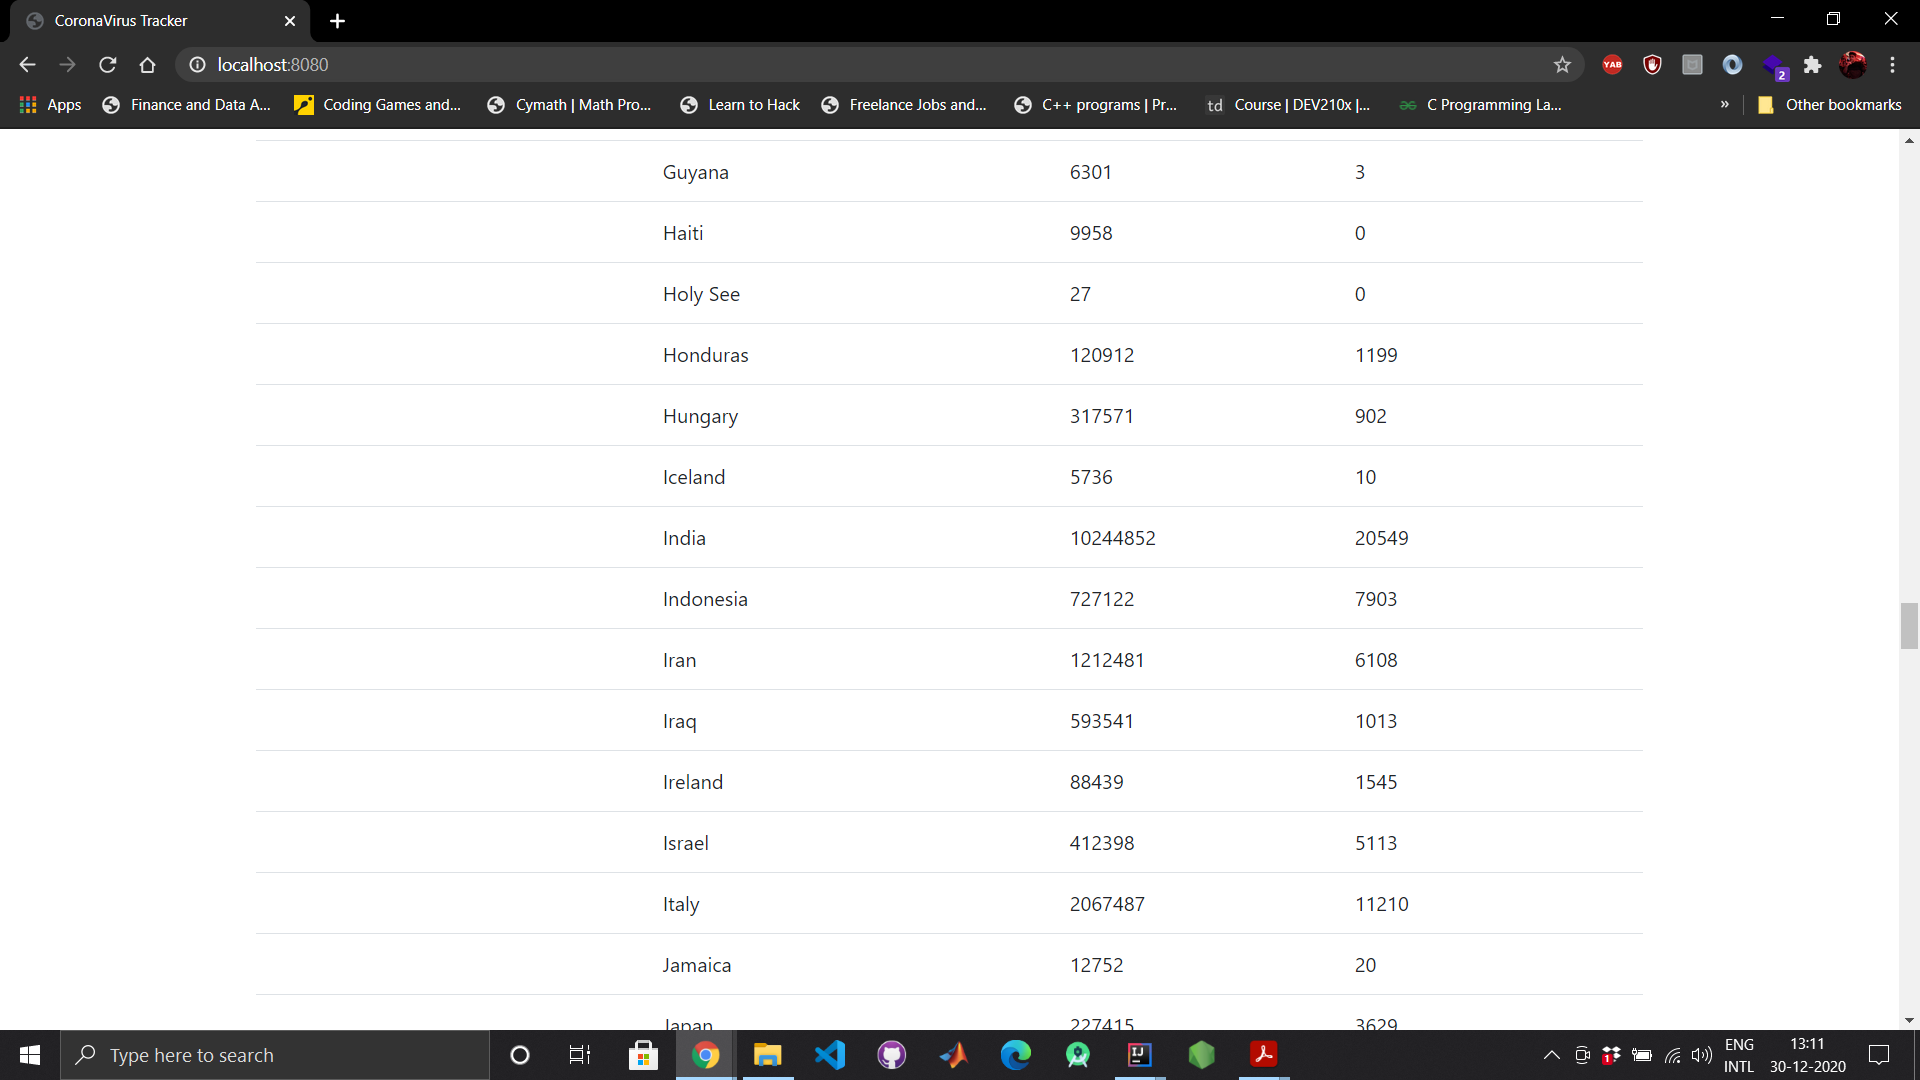 CoronaVirus Tracker
localhost:8080
Apps Finance and Data A... Coding Games and... Cymath | Math Pro... Learn to Hack Freelance Jobs and... C++ programs | Pr... td Course | DEV210x |... C Programming La... » Other bookmarks
YAB
2
Guyana 6301 3
Haiti 9958 0
Holy See 27 0
Honduras 120912 1199
Hungary 317571 902
Iceland 5736 10
India 10244852 20549
Indonesia 727122 7903
Iran 1212481 6108
Iraq 593541 1013
Ireland 88439 1545
Israel 412398 5113
Italy 2067487 11210
Jamaica 12752 20
Japan 227415 3629
Type here to search
IJ
1
ENG
INTL
13:11
30-12-2020